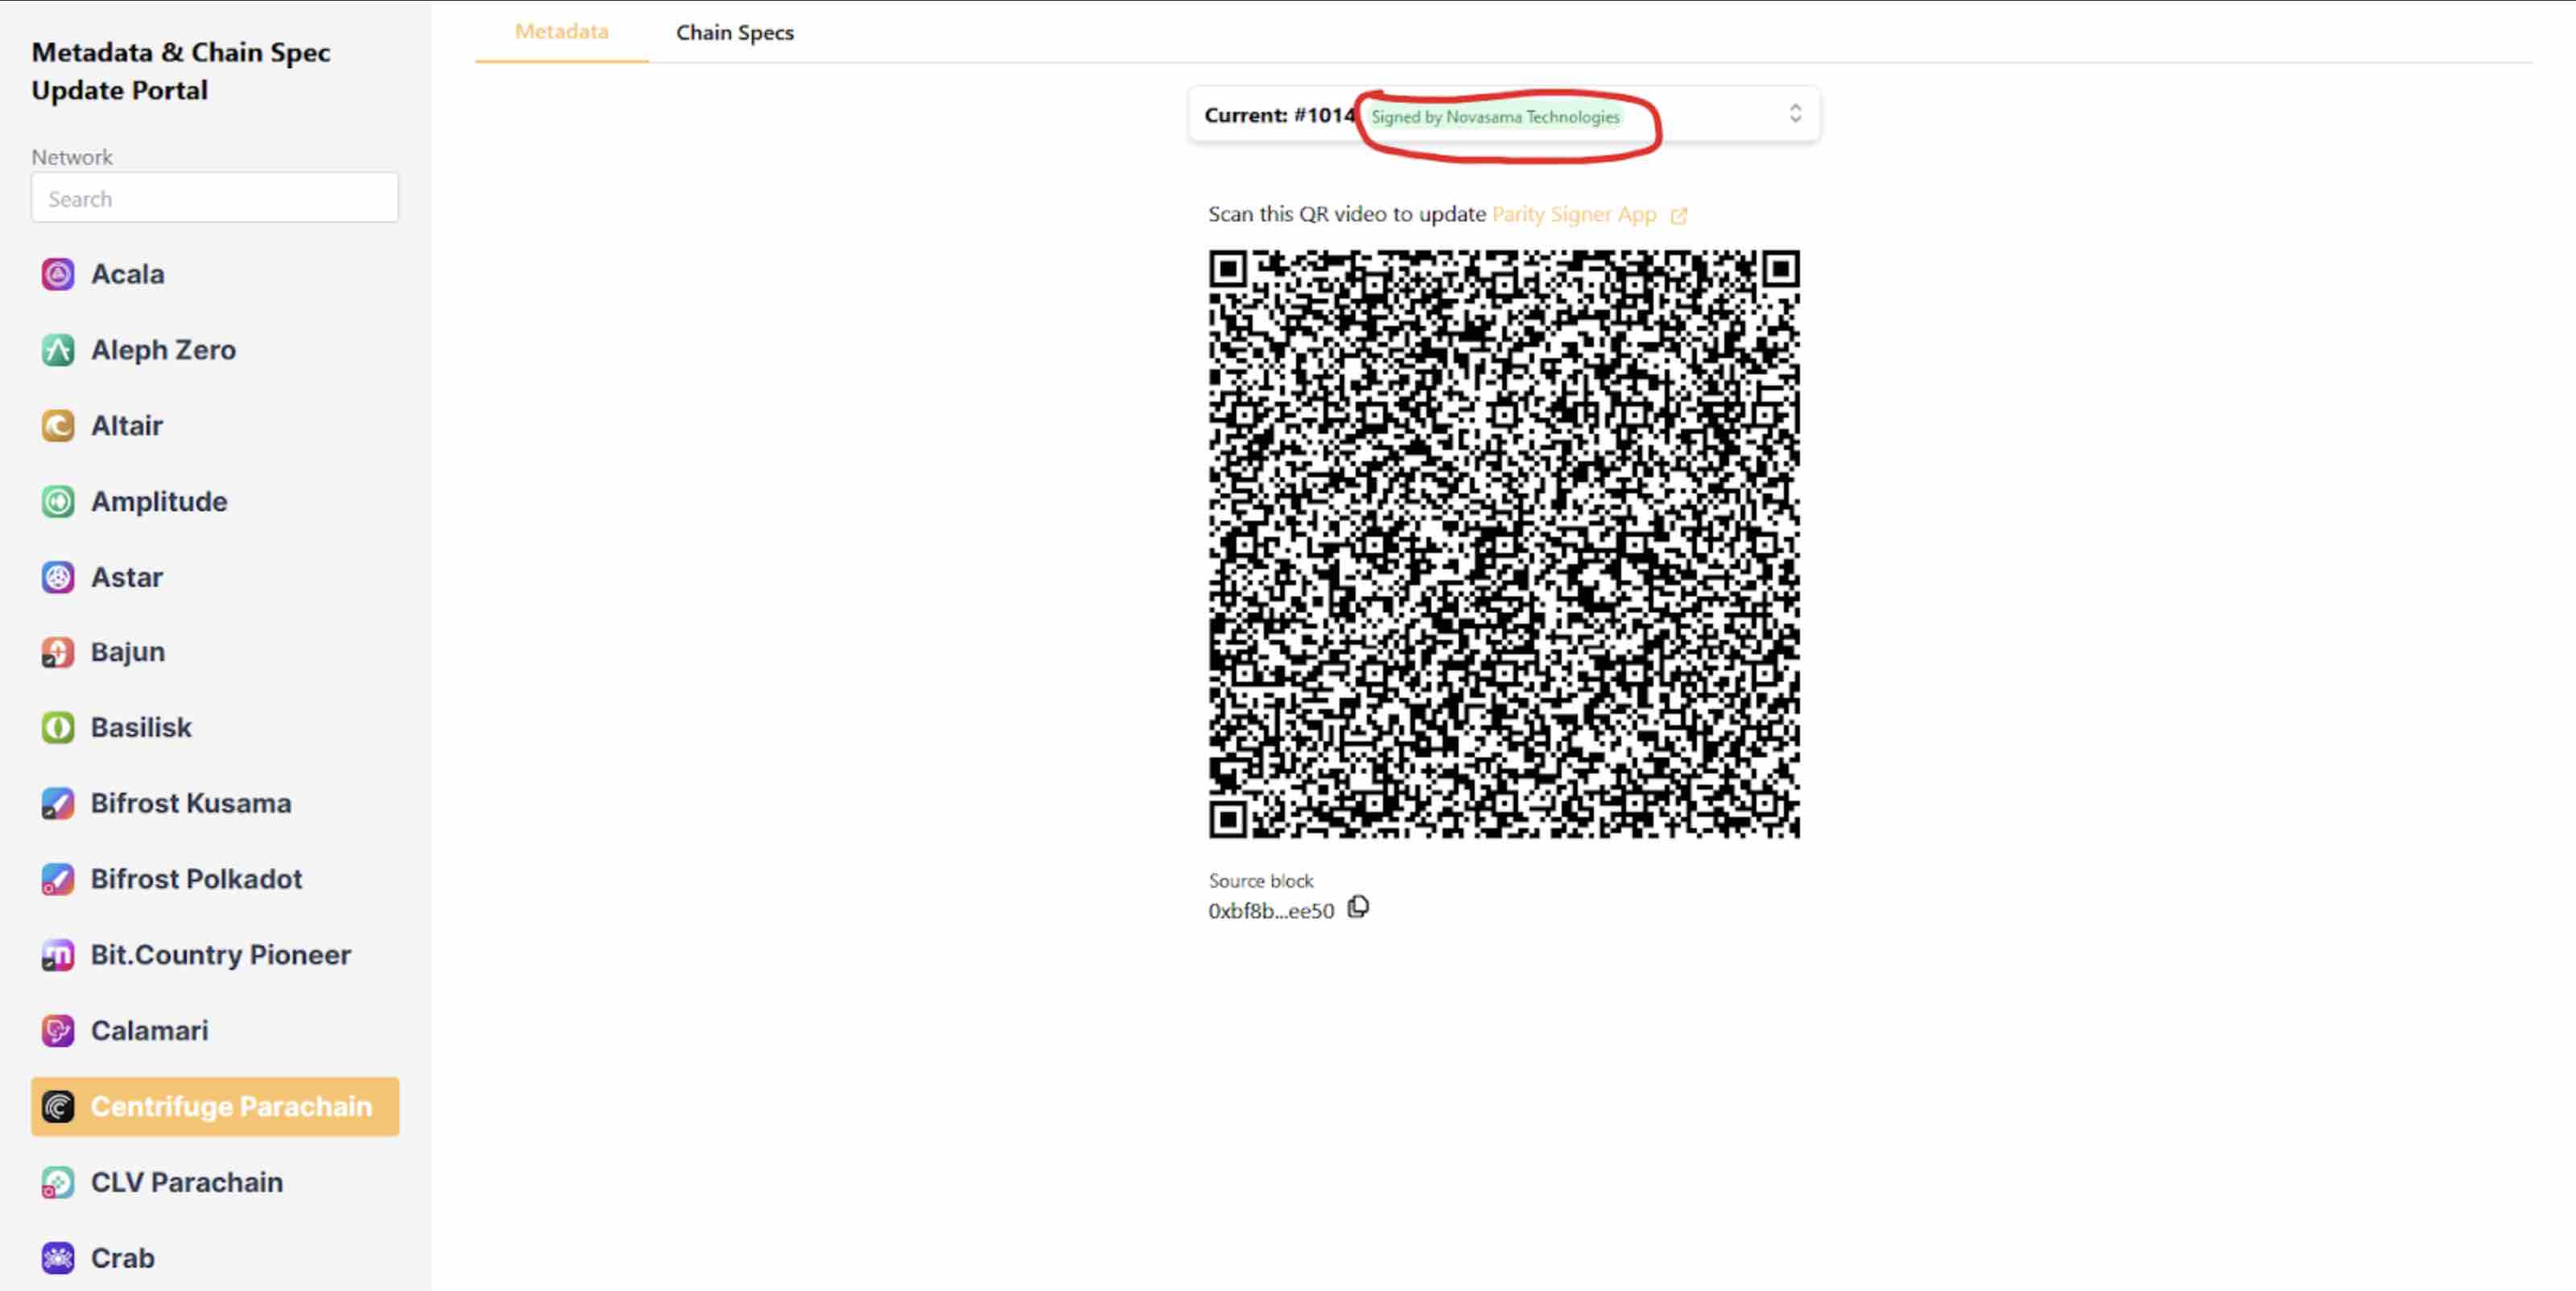 Metadata & Chain Spec
Update Portal
Network
Search
Acala
Aleph Zero
Altair
Amplitude
Astar
Bajun
Basilisk
Bifrost Kusama
Bifrost Polkadot
Bit.Country Pioneer
Calamari
Centrifuge Parachain
CLV Parachain
Crab
Metadata Chain Specs
Current: #1014 Signed by Novasama Technologies
Scan this QR video to update Parity Signer App
Source block
0xbf8b...ee50